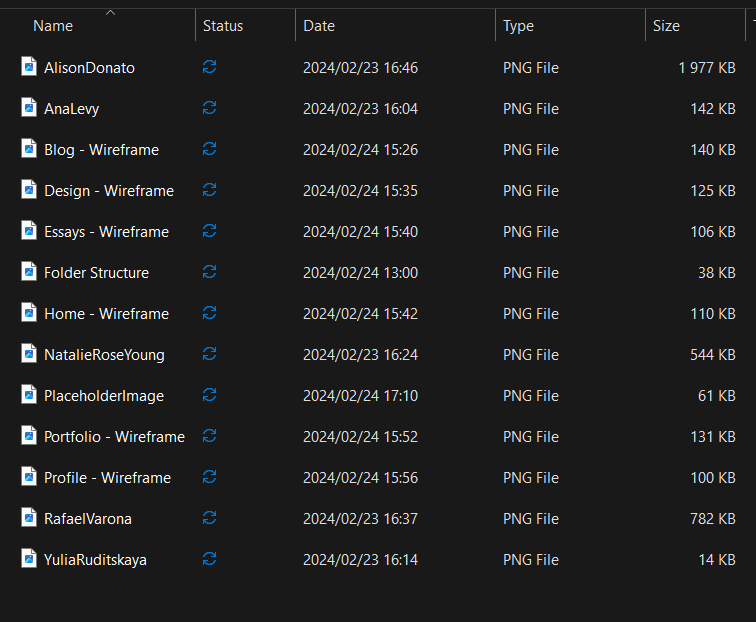 Name Status Date Type Size
AlisonDonato 2024/02/23 16:46 PNG File 1 977 KB
AnaLevy 2024/02/23 16:04 PNG File 142 KB
Blog - Wireframe 2024/02/24 15:26 PNG File 140 KB
Design - Wireframe 2024/02/24 15:35 PNG File 125 KB
Essays - Wireframe 2024/02/24 15:40 PNG File 106 KB
Folder Structure 2024/02/24 13:00 PNG File 38 KB
Home - Wireframe 2024/02/24 15:42 PNG File 110 KB
NatalieRoseYoung 2024/02/23 16:24 PNG File 544 KB
PlaceholderImage 2024/02/24 17:10 PNG File 61 KB
Portfolio - Wireframe 2024/02/24 15:52 PNG File 131 KB
Profile - Wireframe 2024/02/24 15:56 PNG File 100 KB
RafaelVarona 2024/02/23 16:37 PNG File 782 KB
YuliaRuditskaya 2024/02/23 16:14 PNG File 14 KB